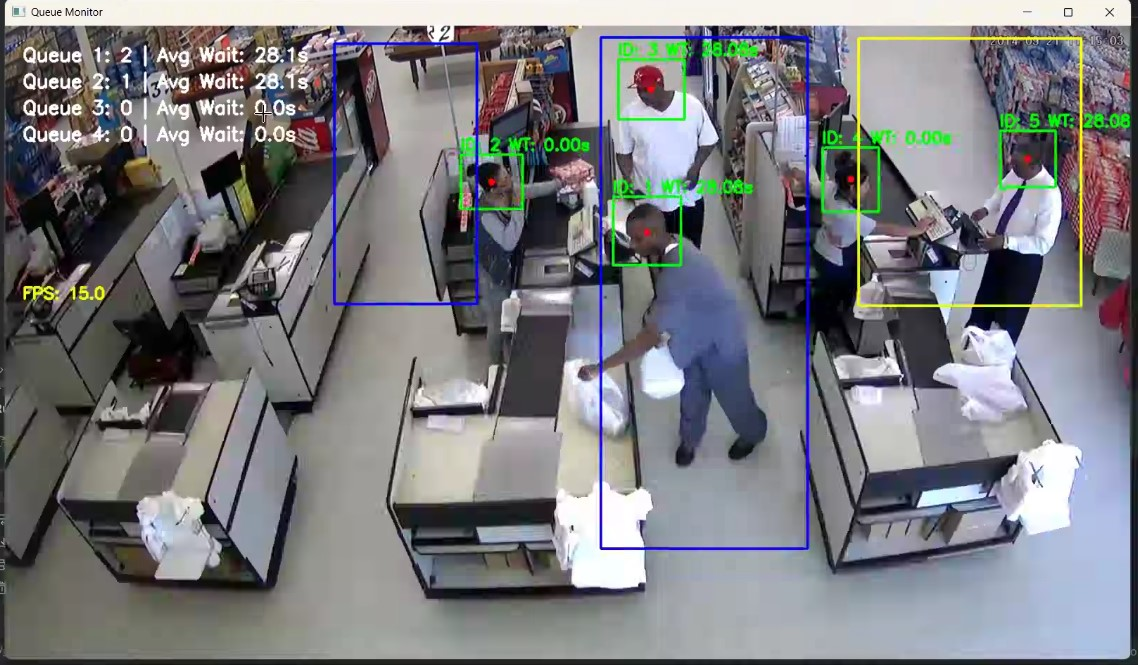 Queue Monitor
Queue 1: 2 | Avg Wait: 28.1s
Queue 2: 1 | Avg Wait: 28.1s
Queue 3: 0 | Avg Wait: 0.0s
Queue 4: 0 | Avg Wait: 0.0s
ID: 3 WT: 28.08s
ID: 2 WT: 0.00s
ID: 1 WT: 28.08s
ID: 4 WT: 0.00s
ID: 5 WT: 28.08
FPS: 15.0